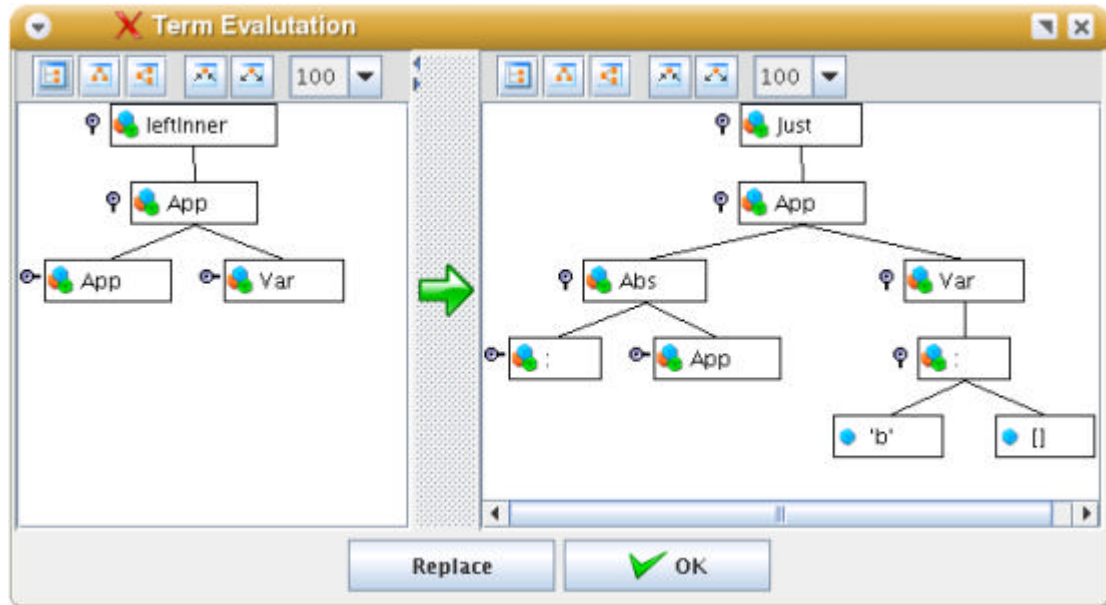 Term Evalutation
100
100
leftInner
App
App Var
Just
App
Abs Var
: App :
'b' []
Replace OK